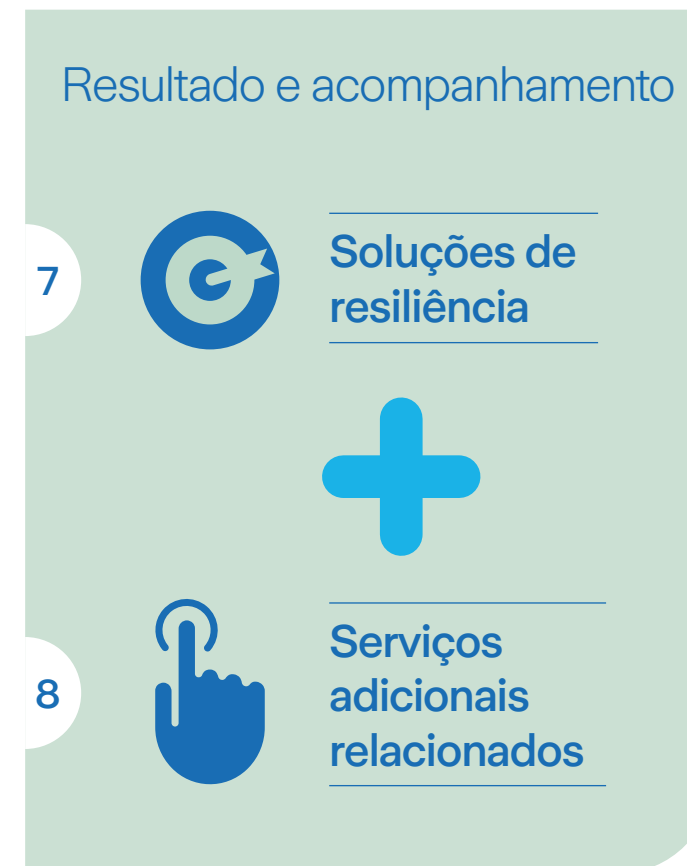 Resultado e acompanhamento
7
Soluções de
resiliência
8
Serviços
adicionais
relacionados